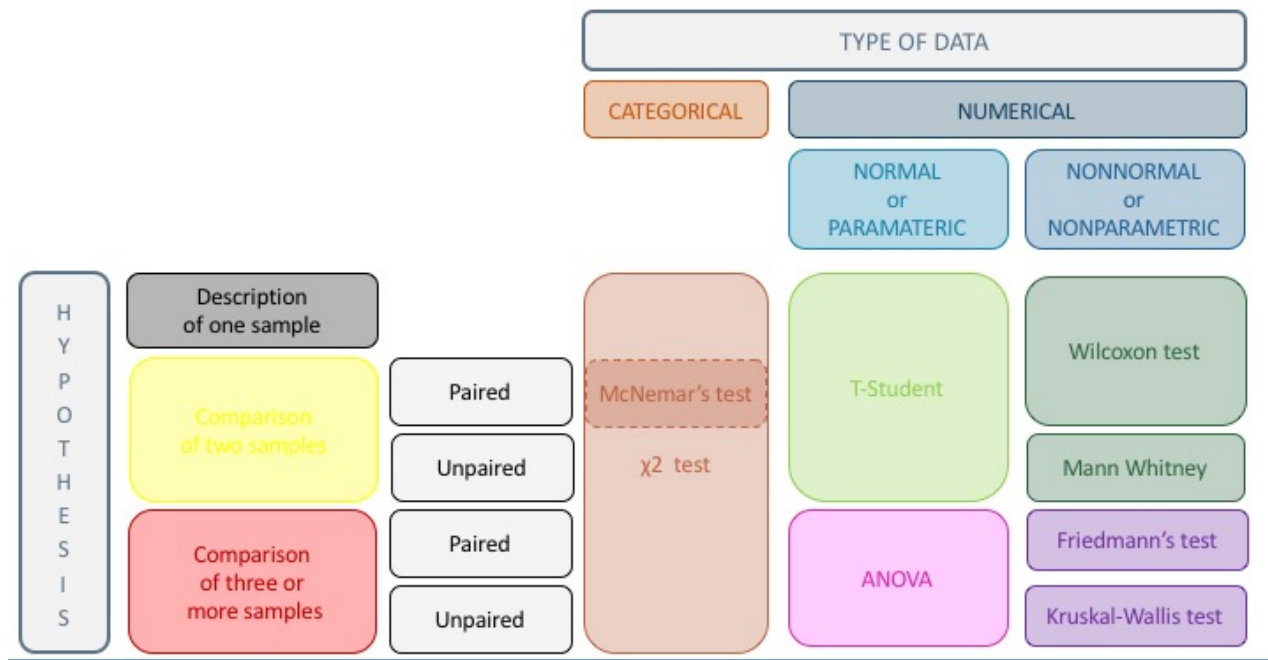 TYPE OF DATA
CATEGORICAL
NUMERICAL
NORMAL
or
PARAMATERIC
NONNORMAL
or
NONPARAMETRIC
HYPOTHESIS
Description
of one sample
Comparison
of two samples
Paired
Unpaired
Comparison
of three or
more samples
Paired
Unpaired
McNemar's test
χ2 test
T-Student
ANOVA
Wilcoxon test
Mann Whitney
Friedmann's test
Kruskal-Wallis test